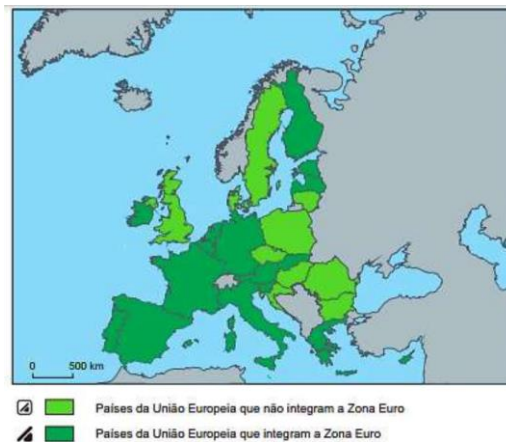 0 500 km
Países da União Europeia que não integram a Zona Euro
Países da União Europeia que integram a Zona Euro